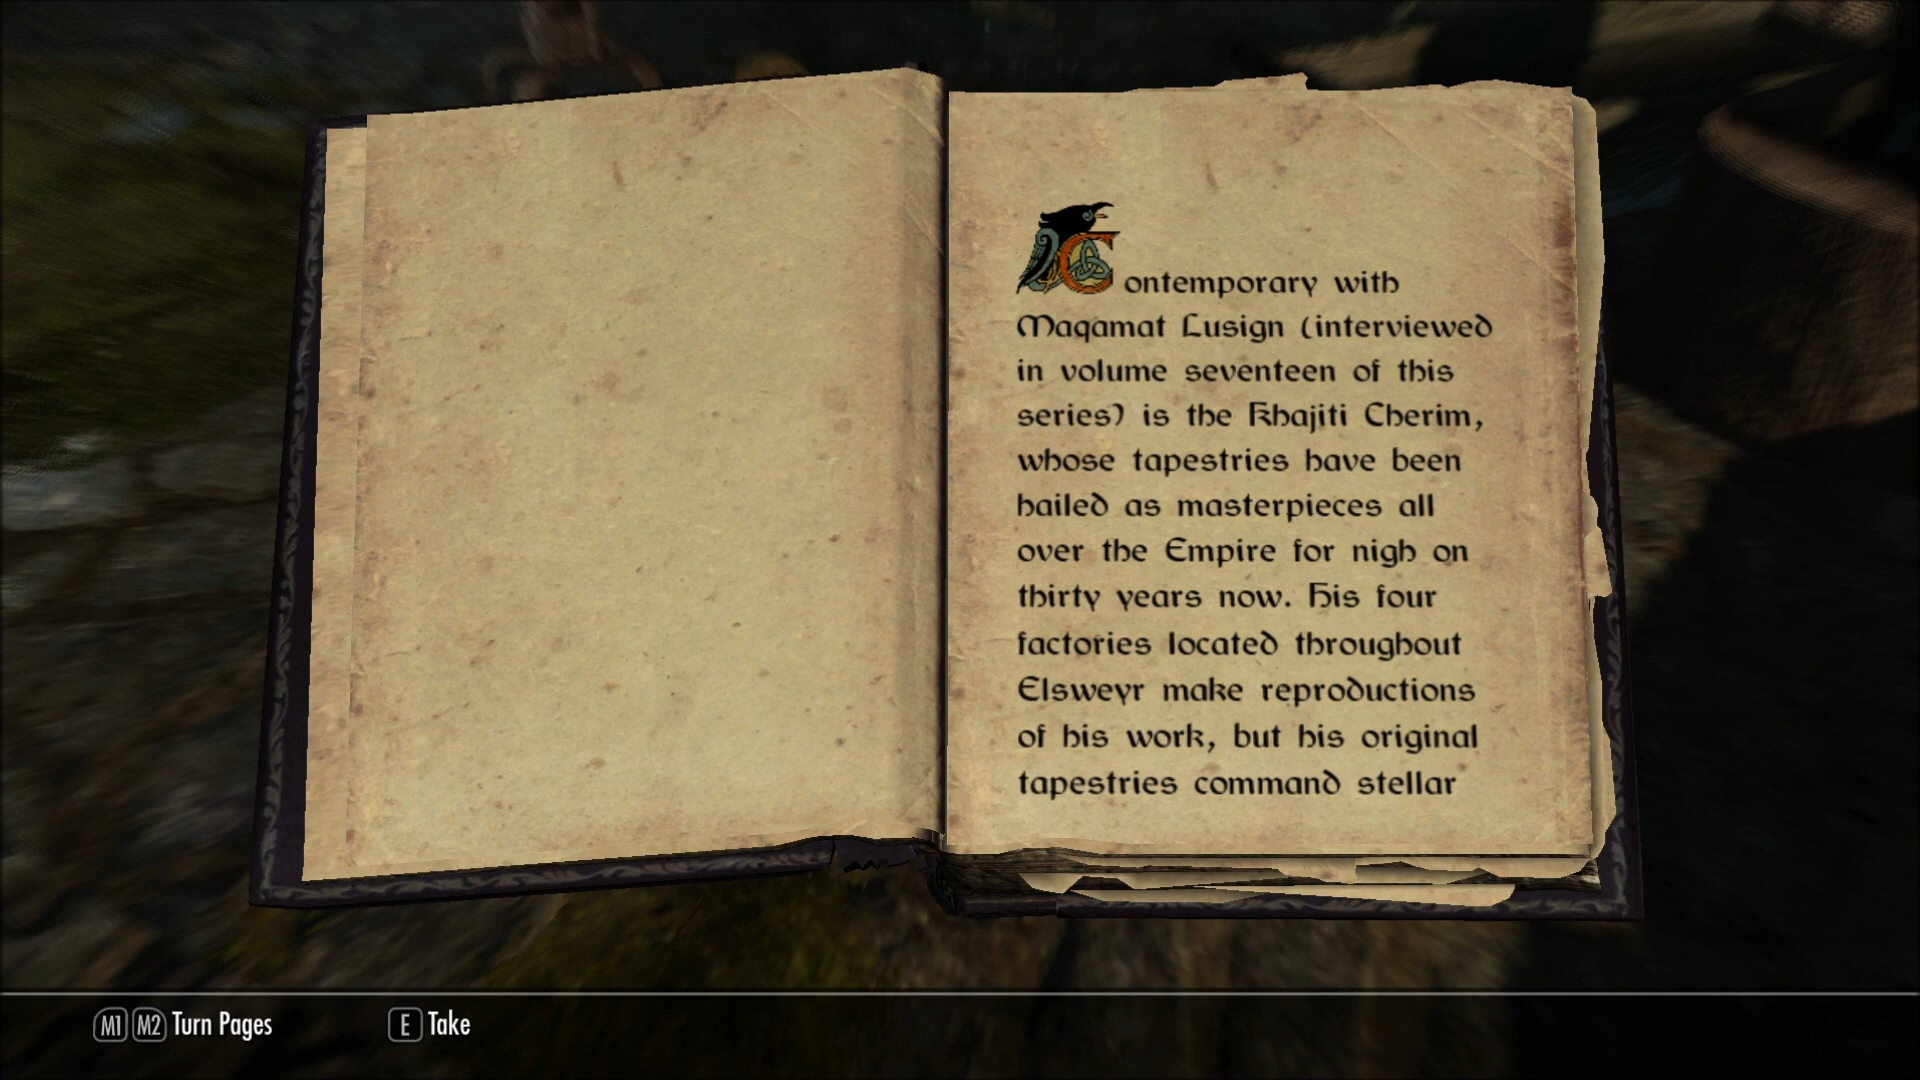 Contemporary with
Maqamat Lusign (interviewed
in volume seventeen of this
series) is the Khajiti Cherim,
whose tapestries have been
hailed as masterpieces all
over the Empire for nigh on
thirty years now. His four
factories located throughout
Elsweyr make reproductions
of his work, but his original
tapestries command stellar
M1 M2 Turn Pages E Take